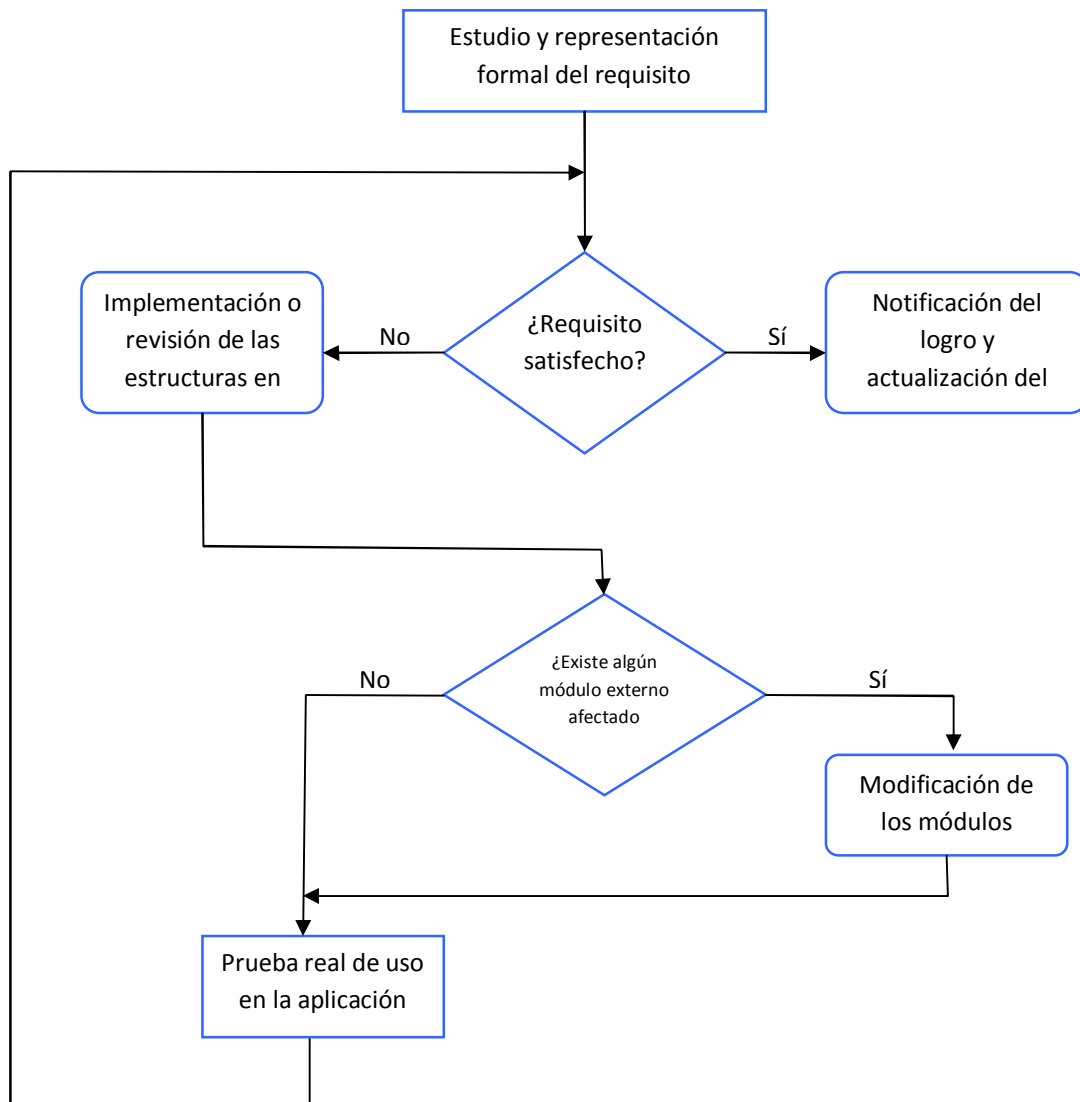 Estudio y representación
formal del requisito
Implementación o
revisión de las
estructuras en
No
¿Requisito
satisfecho?
Sí
Notificación del
logro y
actualización del
No
¿Existe algún
módulo externo
afectado
Sí
Modificación de
los módulos
Prueba real de uso
en la aplicación